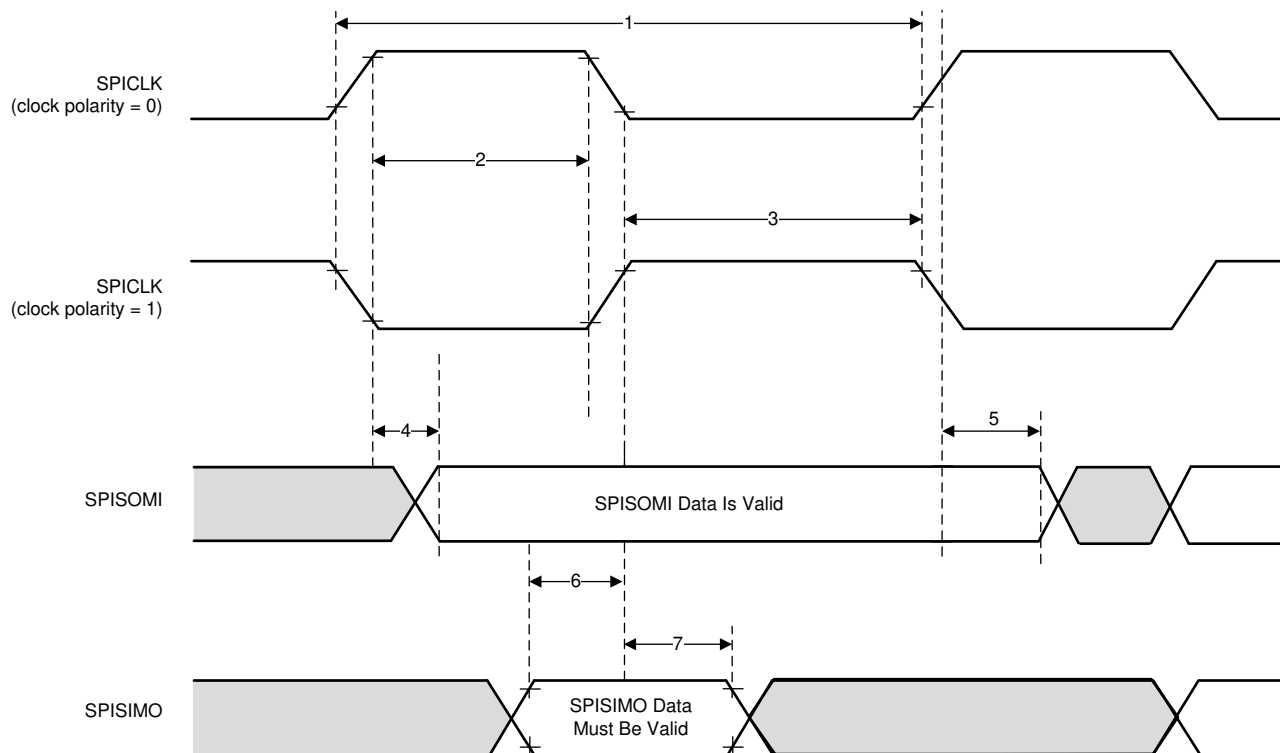 1
SPICLK
(clock polarity = 0)
2
3
SPICLK
(clock polarity = 1)
4
5
SPISOMI
SPISOMI Data Is Valid
6
7
SPISIMO
SPISIMO Data
Must Be Valid